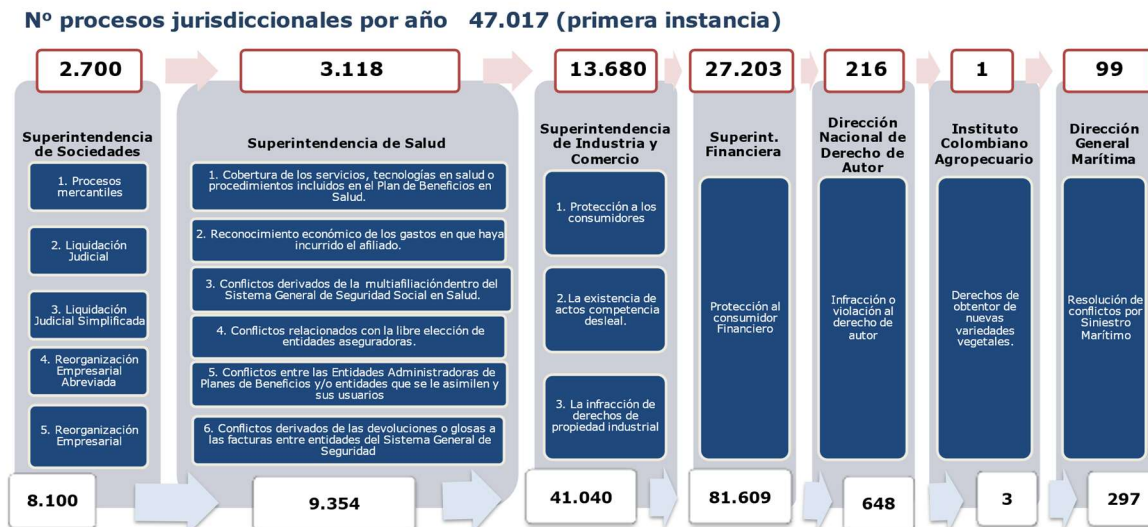 Nº procesos jurisdiccionales por año 47.017 (primera instancia)
2.700
3.118
13.680
27.203
216
1
99
Superintendencia
de Sociedades
1. Procesos
mercantiles
2. Liquidación
Judicial
3. Liquidación
Judicial Simplificada
4. Reorganización
Empresarial
Abreviada
5. Reorganización
Empresarial
8.100
Superintendencia de Salud
1. Cobertura de los servicios, tecnologías en salud o
procedimientos incluidos en el Plan de Beneficios en
Salud.
2. Reconocimiento económico de los gastos en que haya
incurrido el afiliado.
3. Conflictos derivados de la multiafiliacióndentro del
Sistema General de Seguridad Social en Salud.
4. Conflictos relacionados con la libre elección de
entidades aseguradoras.
5. Conflictos entre las Entidades Administradoras de
Planes de Beneficios y/o entidades que se le asimilen y
sus usuarios
6. Conflictos derivados de las devoluciones o glosas a
las facturas entre entidades del Sistema General de
Seguridad
9.354
Superintendencia
de Industria y
Comercio
1. Protección a los
consumidores
2.La existencia de
actos competencia
desleal.
3. La infracción de
derechos de
propiedad industrial
41.040
Superint.
Financiera
Protección al
consumidor
Financiero
81.609
Dirección
Nacional de
Derecho de
Autor
Infracción o
violación al
derecho de
autor
648
Instituto
Colombiano
Agropecuario
Derechos de
obtentor de
nuevas
variedades
vegetales.
3
Dirección
General
Marítima
Resolución de
conflictos por
Siniestro
Marítimo
297